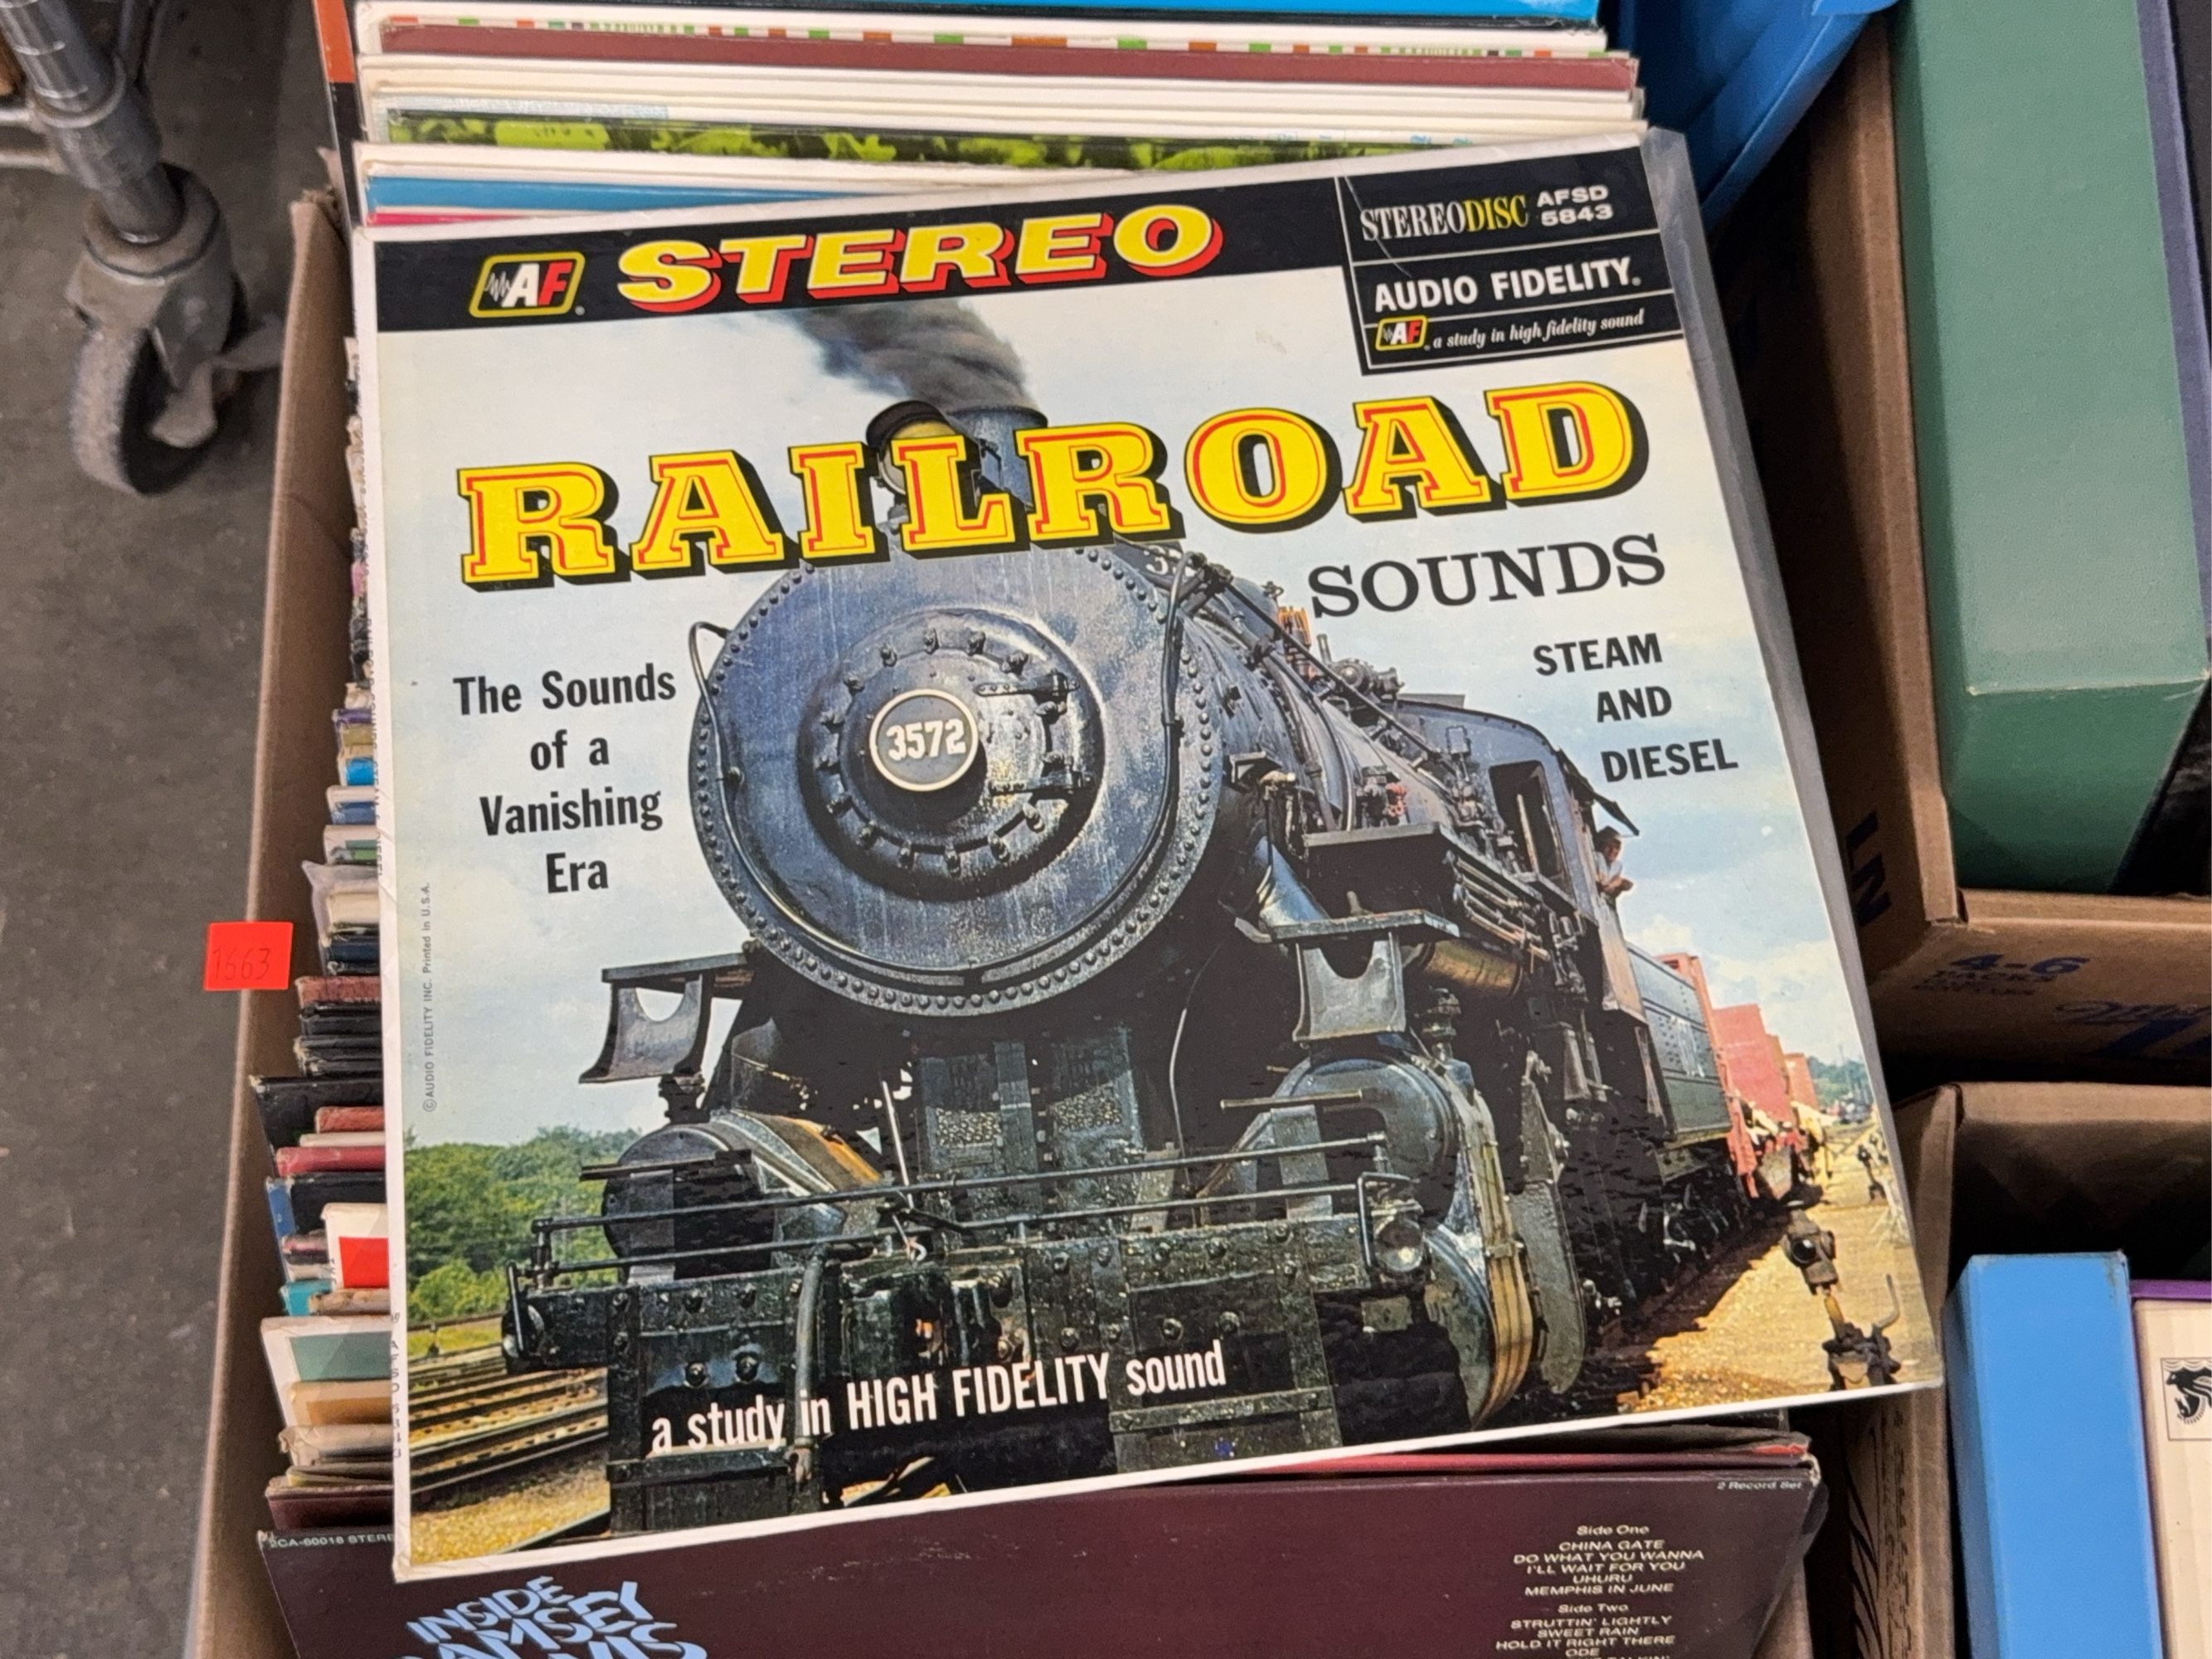 AF STEREO
STEREODISC AFSD 5843
AUDIO FIDELITY®
AF® a study in high fidelity sound
RAILROAD
SOUNDS
STEAM
AND
DIESEL
The Sounds
of a
Vanishing
Era
3572
©AUDIO FIDELITY INC. Printed in U.S.A.
1663
a study in HIGH FIDELITY sound
4-6
2 Record Set
Side One
CHINA GATE
DO WHAT YOU WANNA
I'LL WAIT FOR YOU
UHURU
MEMPHIS IN JUNE
Side Two
STRUTTIN' LIGHTLY
SWEET RAIN
HOLD IT RIGHT THERE
ODE
INSIDE